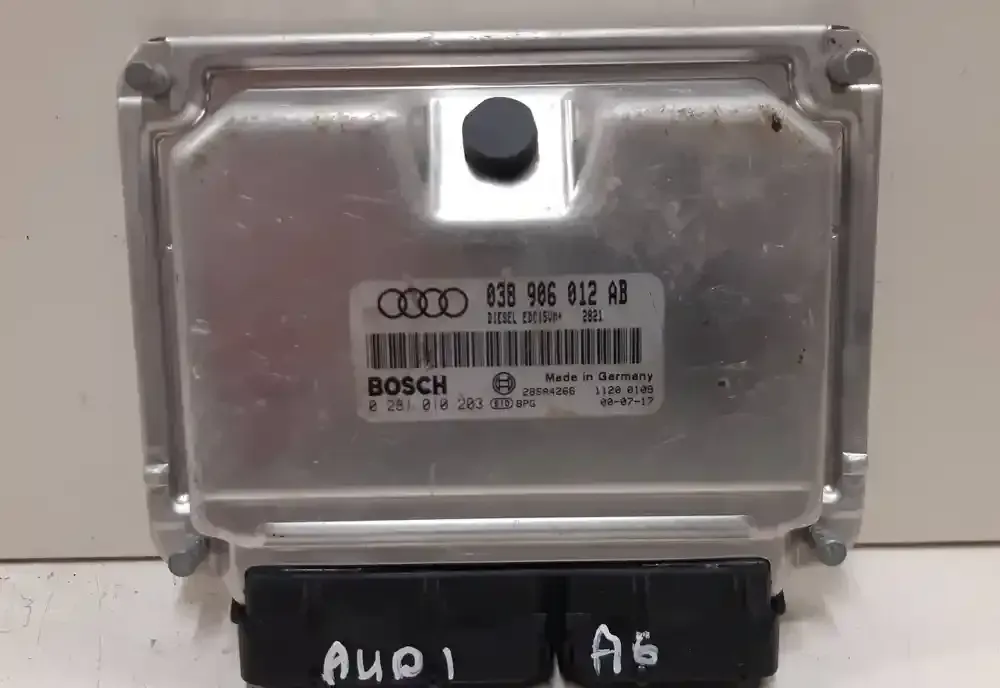 038 906 012 AB
DIESEL EDC15VM+ 2821
BOSCH
Made in Germany
28SA4266 1120 0109
0 281 010 203 BPG 00-07-17
AUDI A6